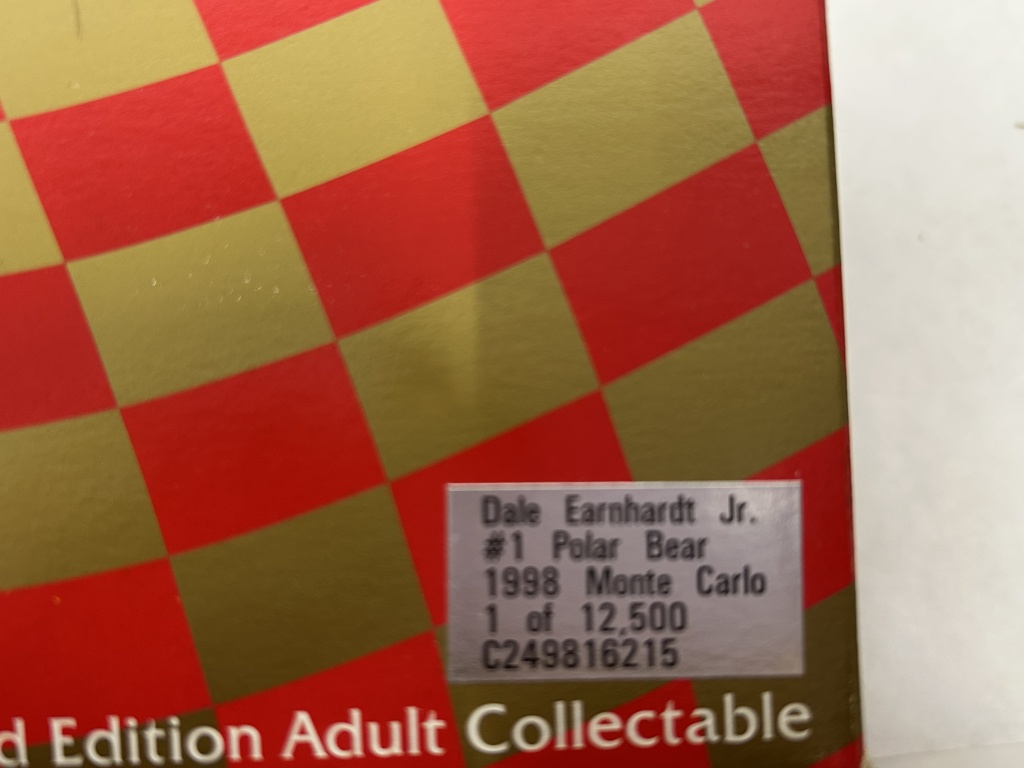 Dale Earnhardt Jr.
#1 Polar Bear
1998 Monte Carlo
1 of 12,500
C249816215
d Edition Adult Collectable